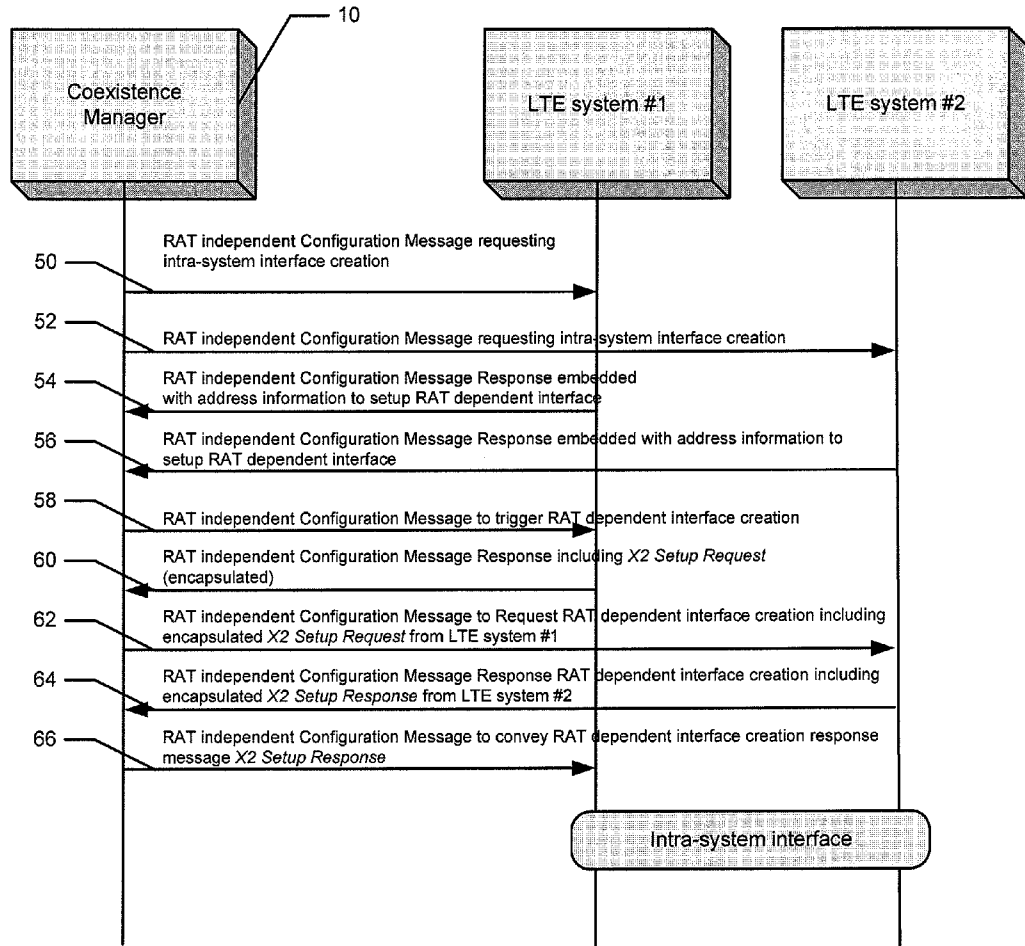 10
Coexistence
Manager
LTE system #1
LTE system #2
RAT independent Configuration Message requesting
intra-system interface creation
50
52
RAT independent Configuration Message requesting intra-system interface creation
54
RAT independent Configuration Message Response embedded
with address information to setup RAT dependent interface
56
RAT independent Configuration Message Response embedded with address information to
setup RAT dependent interface
58
RAT independent Configuration Message to trigger RAT dependent interface creation
60
RAT independent Configuration Message Response including X2 Setup Request
(encapsulated)
62
RAT independent Configuration Message to Request RAT dependent interface creation including
encapsulated X2 Setup Request from LTE system #1
64
RAT independent Configuration Message Response RAT dependent interface creation including
encapsulated X2 Setup Response from LTE system #2
66
RAT independent Configuration Message to convey RAT dependent interface creation response
message X2 Setup Response
Intra-system interface